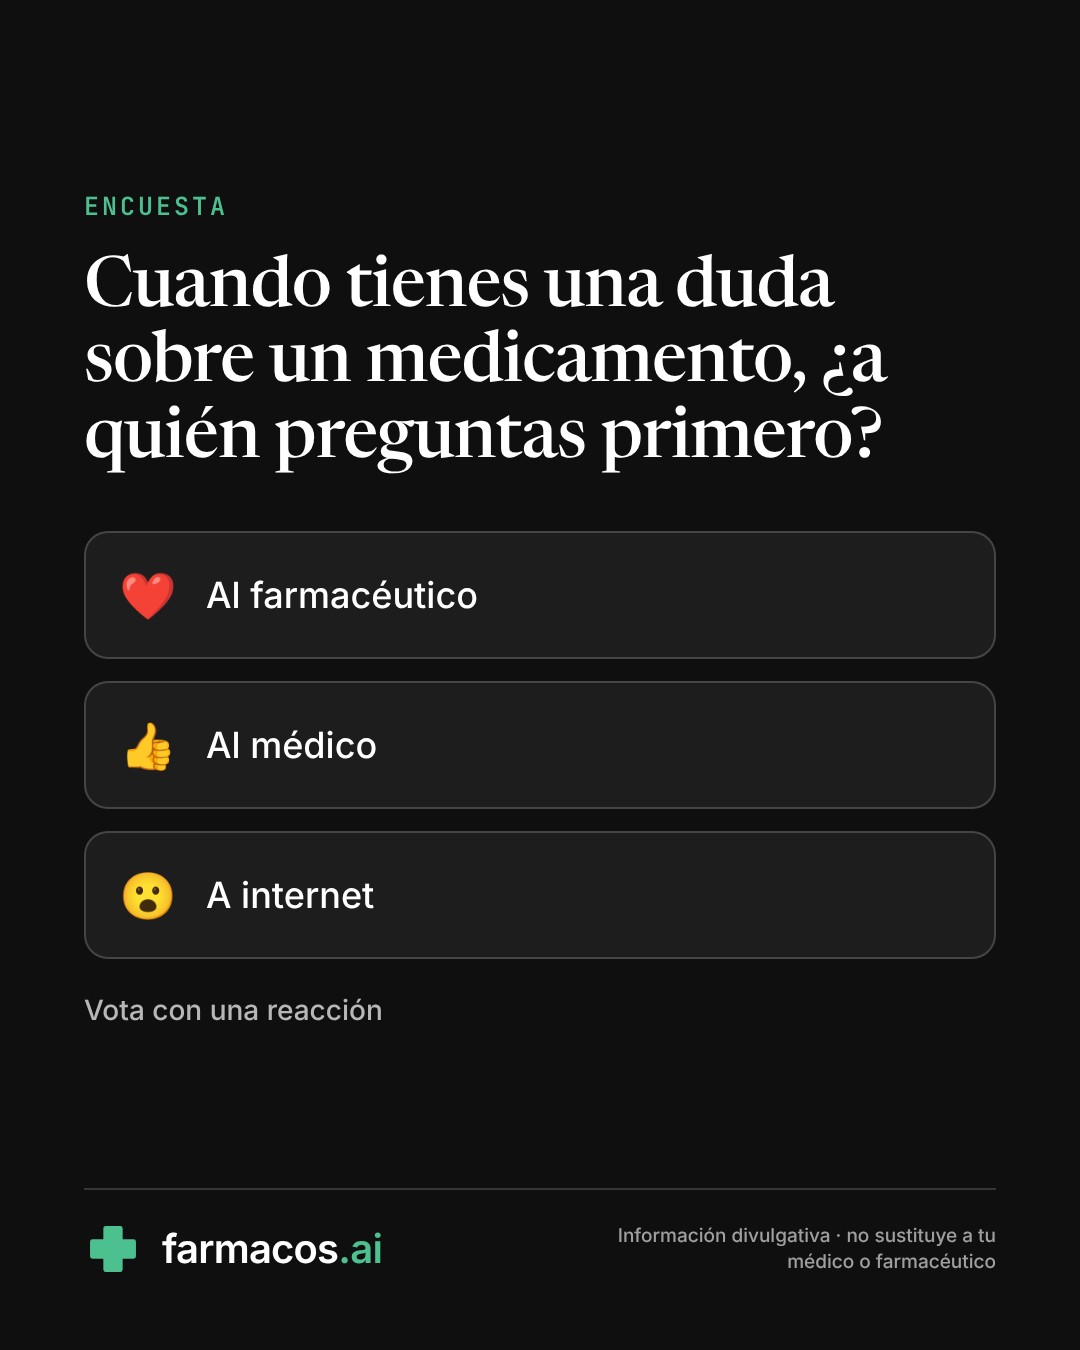 ENCUESTA
Cuando tienes una duda
sobre un medicamento, ¿a
quién preguntas primero?
❤️ Al farmacéutico
👍 Al médico
😮 A internet
Vota con una reacción
farmacos.ai
Información divulgativa · no sustituye a tu
médico o farmacéutico